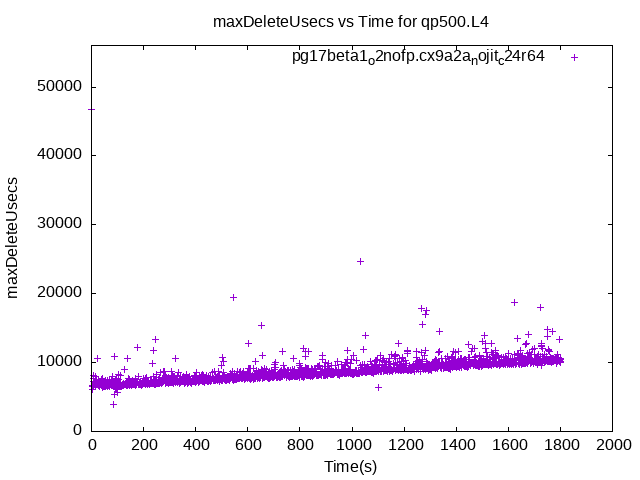 maxDeleteUsecs vs Time for qp500.L4
pg17beta1_o2nofp.cx9a2a_nojit_c24r64
50000
40000
30000
20000
10000
0
maxDeleteUsecs
0 200 400 600 800 1000 1200 1400 1600 1800 2000
Time(s)